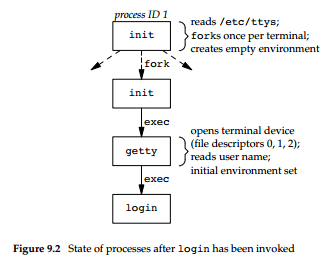 process ID 1
init
reads /etc/ttys;
forks once per terminal;
creates empty environment
fork
init
exec
getty
opens terminal device
(file descriptors 0, 1, 2);
reads user name;
initial environment set
exec
login
Figure 9.2 State of processes after login has been invoked